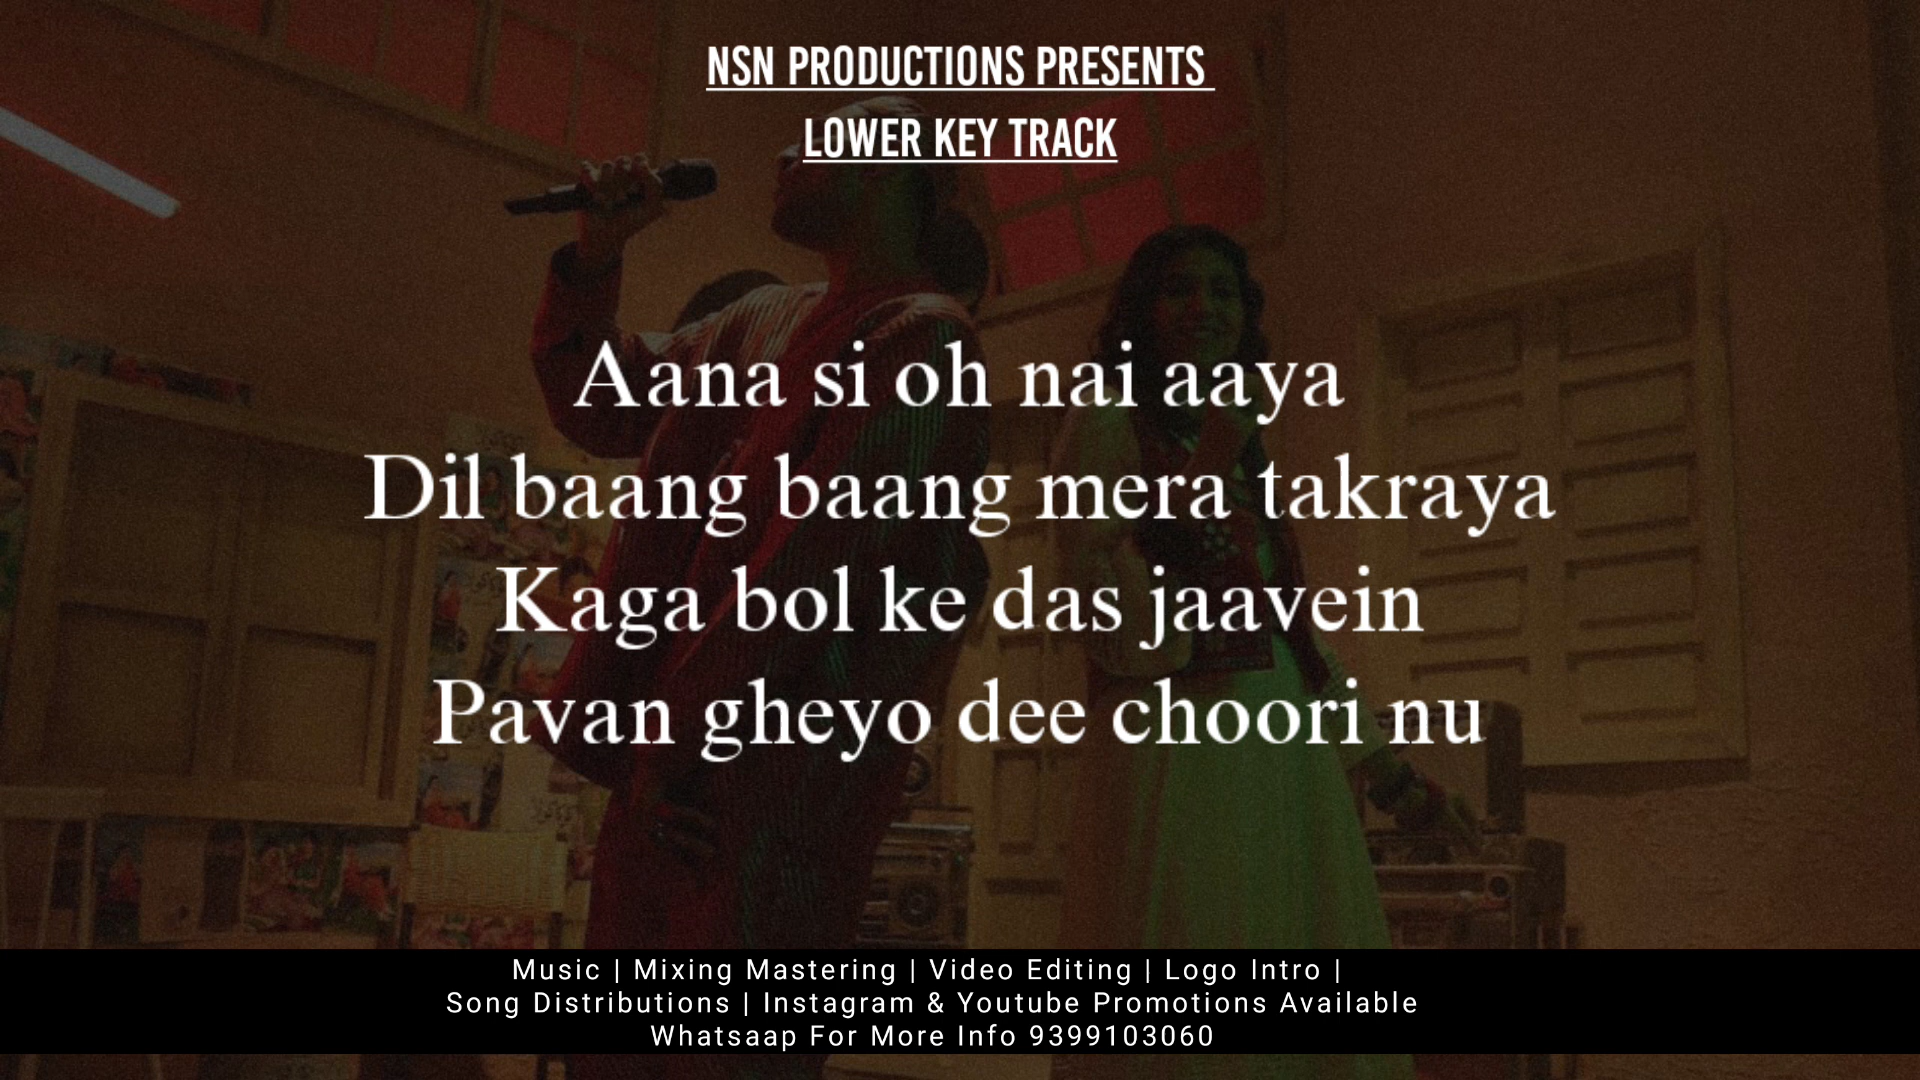 NSN PRODUCTIONS PRESENTS
LOWER KEY TRACK
Aana si oh nai aaya
Dil baang baang mera takraya
Kaga bol ke das jaavein
Pavan gheyo dee choori nu
Music | Mixing Mastering | Video Editing | Logo Intro |
Song Distributions | Instagram & Youtube Promotions Available
Whatsaap For More Info 9399103060